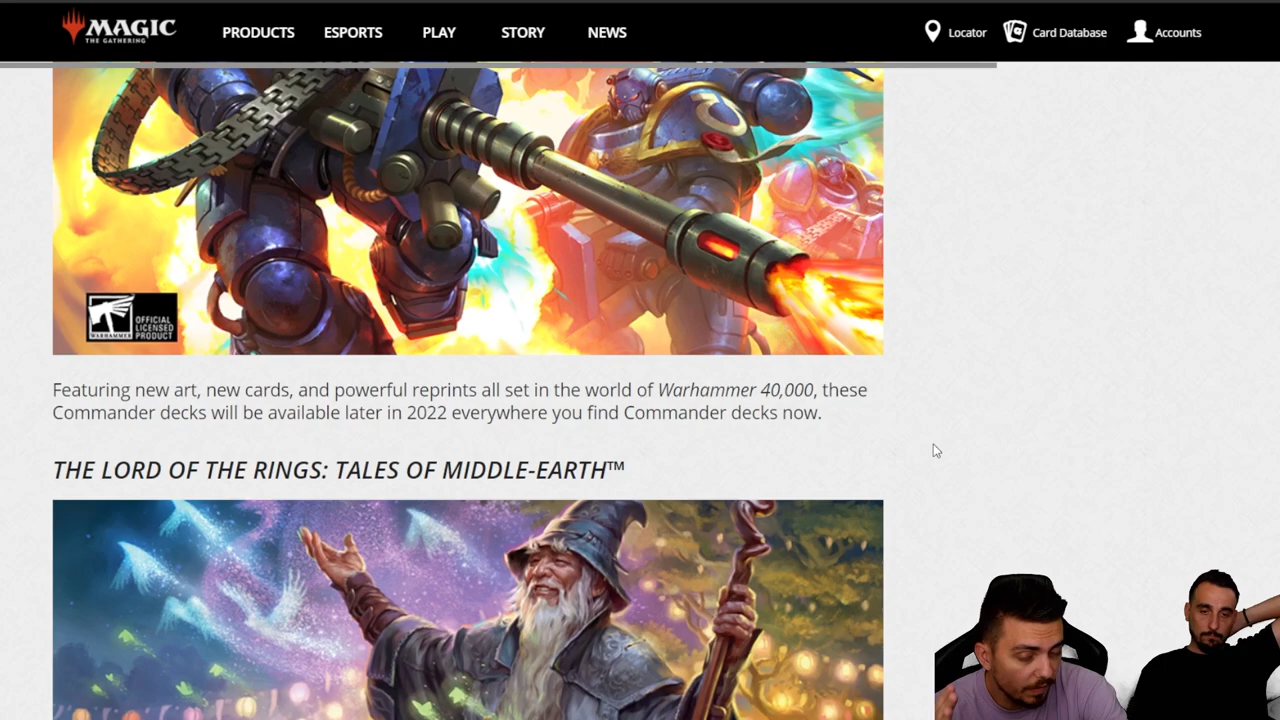 MAGIC
THE GATHERING
PRODUCTS ESPORTS PLAY STORY NEWS
Locator Card Database Accounts
WARHAMMER
OFFICIAL
LICENSED
PRODUCT
Featuring new art, new cards, and powerful reprints all set in the world of Warhammer 40,000, these
Commander decks will be available later in 2022 everywhere you find Commander decks now.
THE LORD OF THE RINGS: TALES OF MIDDLE-EARTH™